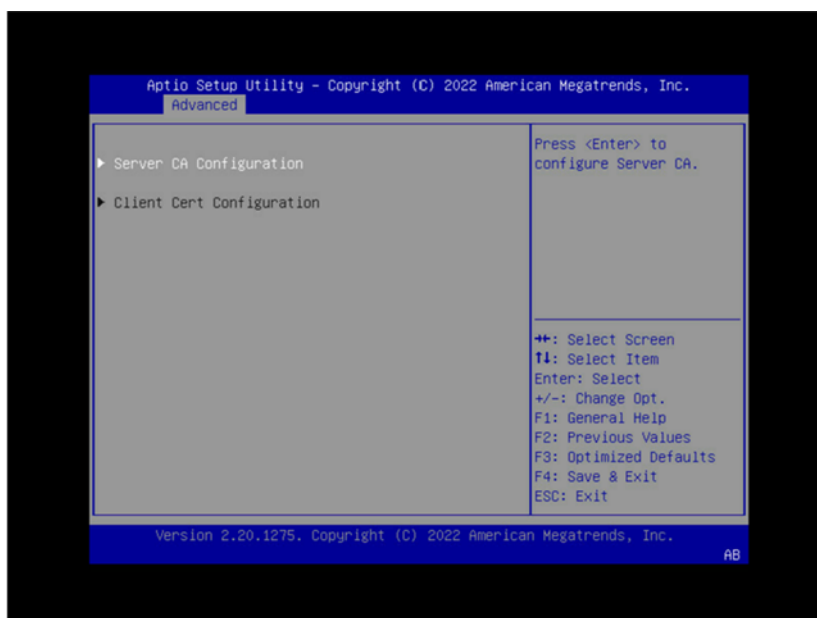 Aptio Setup Utility – Copyright (C) 2022 American Megatrends, Inc.
Advanced
▶ Server CA Configuration
▶ Client Cert Configuration
Press <Enter> to
configure Server CA.
→←: Select Screen
↑↓: Select Item
Enter: Select
+/-: Change Opt.
F1: General Help
F2: Previous Values
F3: Optimized Defaults
F4: Save & Exit
ESC: Exit
Version 2.20.1275. Copyright (C) 2022 American Megatrends, Inc.
AB